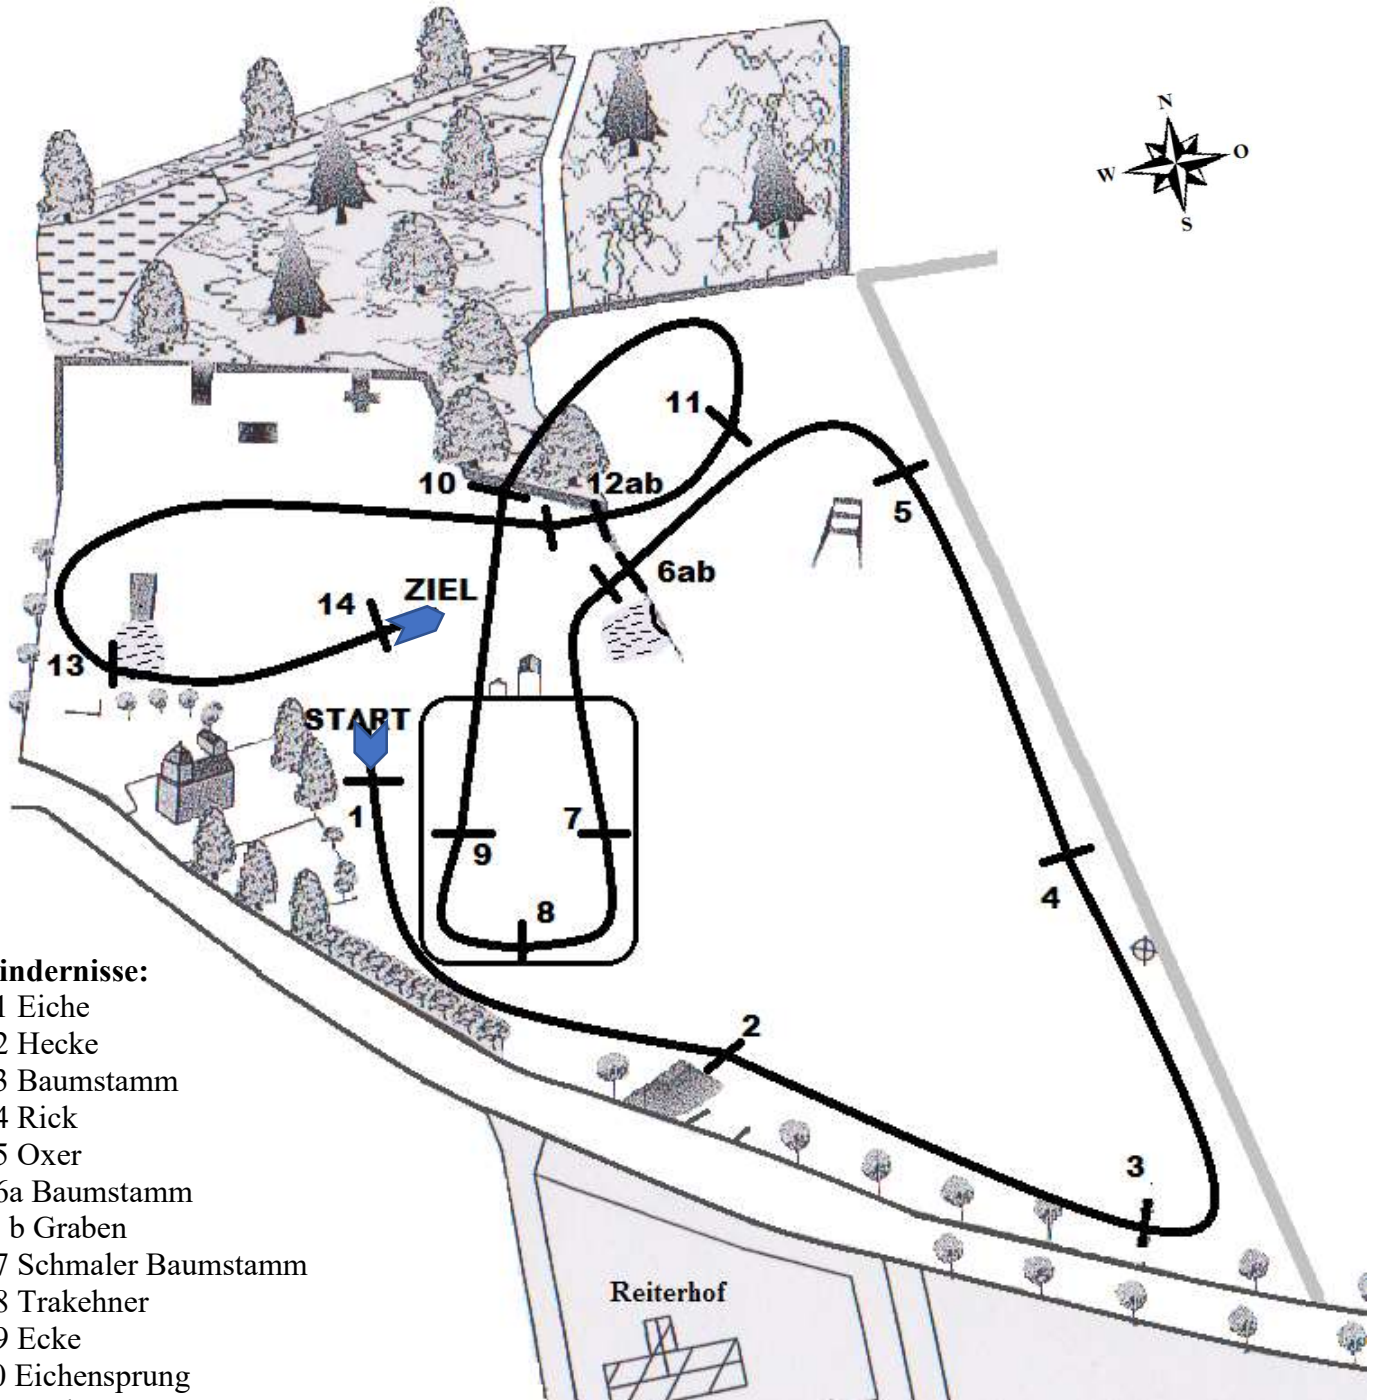 N
W
O
S
11
10
12ab
5
6ab
ZIEL
14
13
START
1
7
9
4
8
indernisse:
1 Eiche
2 Hecke
2
3 Baumstamm
4 Rick
5 Oxer
3
6a Baumstamm
b Graben
7 Schmaler Baumstamm
8 Trakehner
Reiterhof
9 Ecke
0 Eichensprung